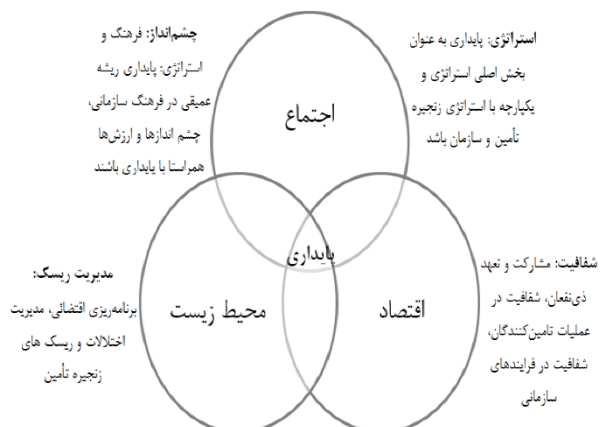 استراتژی: پایداری به عنوان
بخش اصلی استراتژی و
یکپارچه با استراتژی زنجیره
تأمین و سازمان باشد
چشم‌انداز: فرهنگ و
استراتژی: پایداری ریشه
عمیقی در فرهنگ سازمانی،
چشم اندازها و ارزش‌ها
همراستا با پایداری باشند
اجتماع
پایداری
اقتصاد
محیط زیست
شفافیت: مشارکت و تعهد
ذی‌نفعان، شفافیت در
عملیات تامین‌کنندگان،
شفافیت در فرایندهای
سازمانی
مدیریت ریسک:
برنامه‌ریزی اقتضائی، مدیریت
اختلالات و ریسک های
زنجیره تأمین